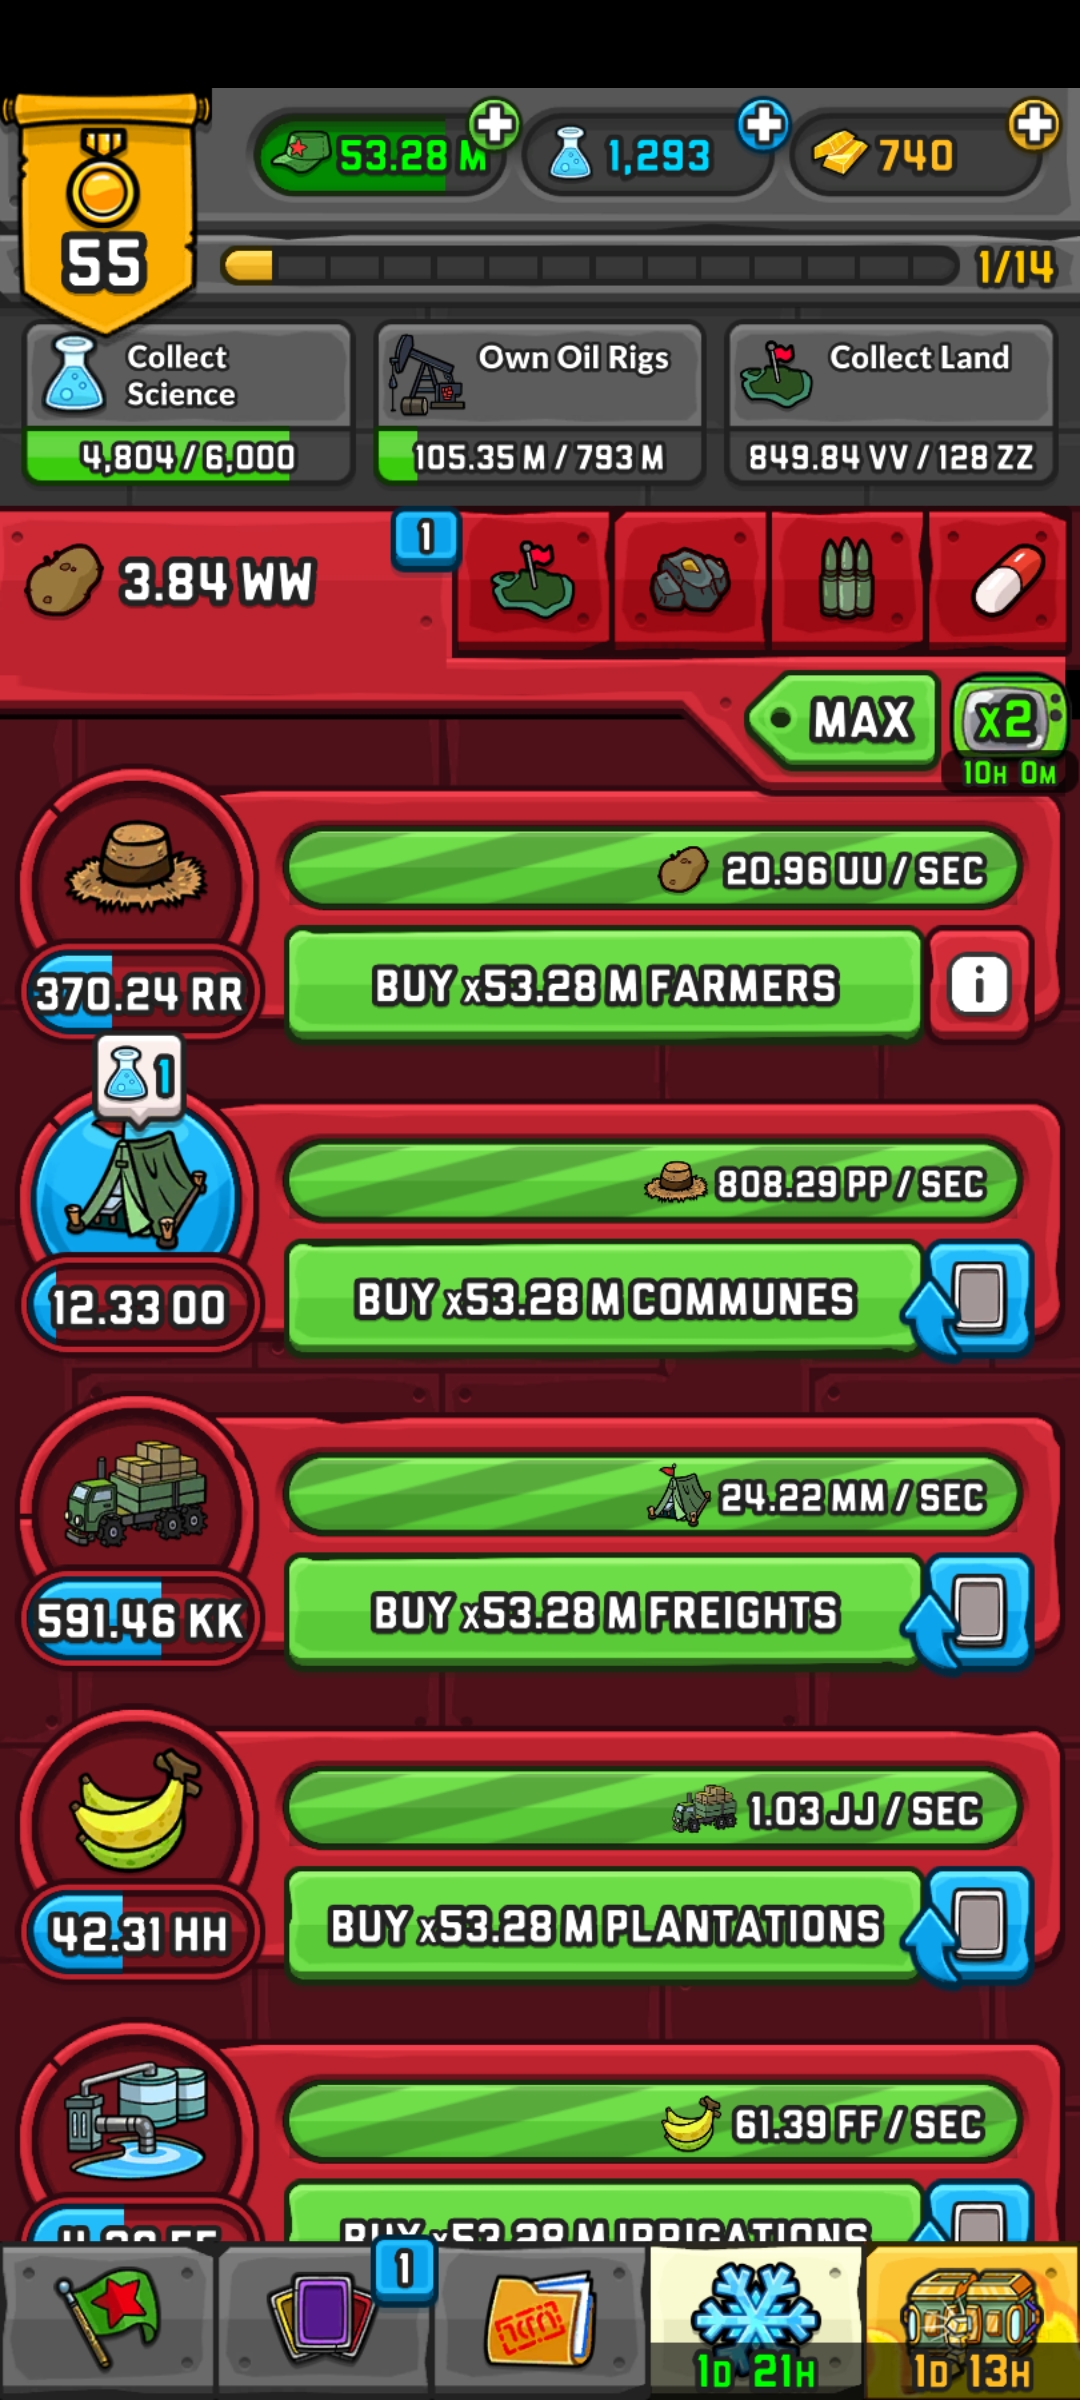 53.28 M
1,293
740
55
1/14
Collect
Science
4,804 / 6,000
Own Oil Rigs
105.35 M / 793 M
Collect Land
849.84 VV / 128 ZZ
3.84 WW
1
MAX
x2
10H 0M
20.96 UU / SEC
370.24 RR
BUY x53.28 M FARMERS
i
1
808.29 PP / SEC
12.33 OO
BUY x53.28 M COMMUNES
24.22 MM / SEC
591.46 KK
BUY x53.28 M FREIGHTS
1.03 JJ / SEC
42.31 HH
BUY x53.28 M PLANTATIONS
61.39 FF / SEC
BUY x53.28 M IRRIGATIONS
1
1D 21H
1D 13H